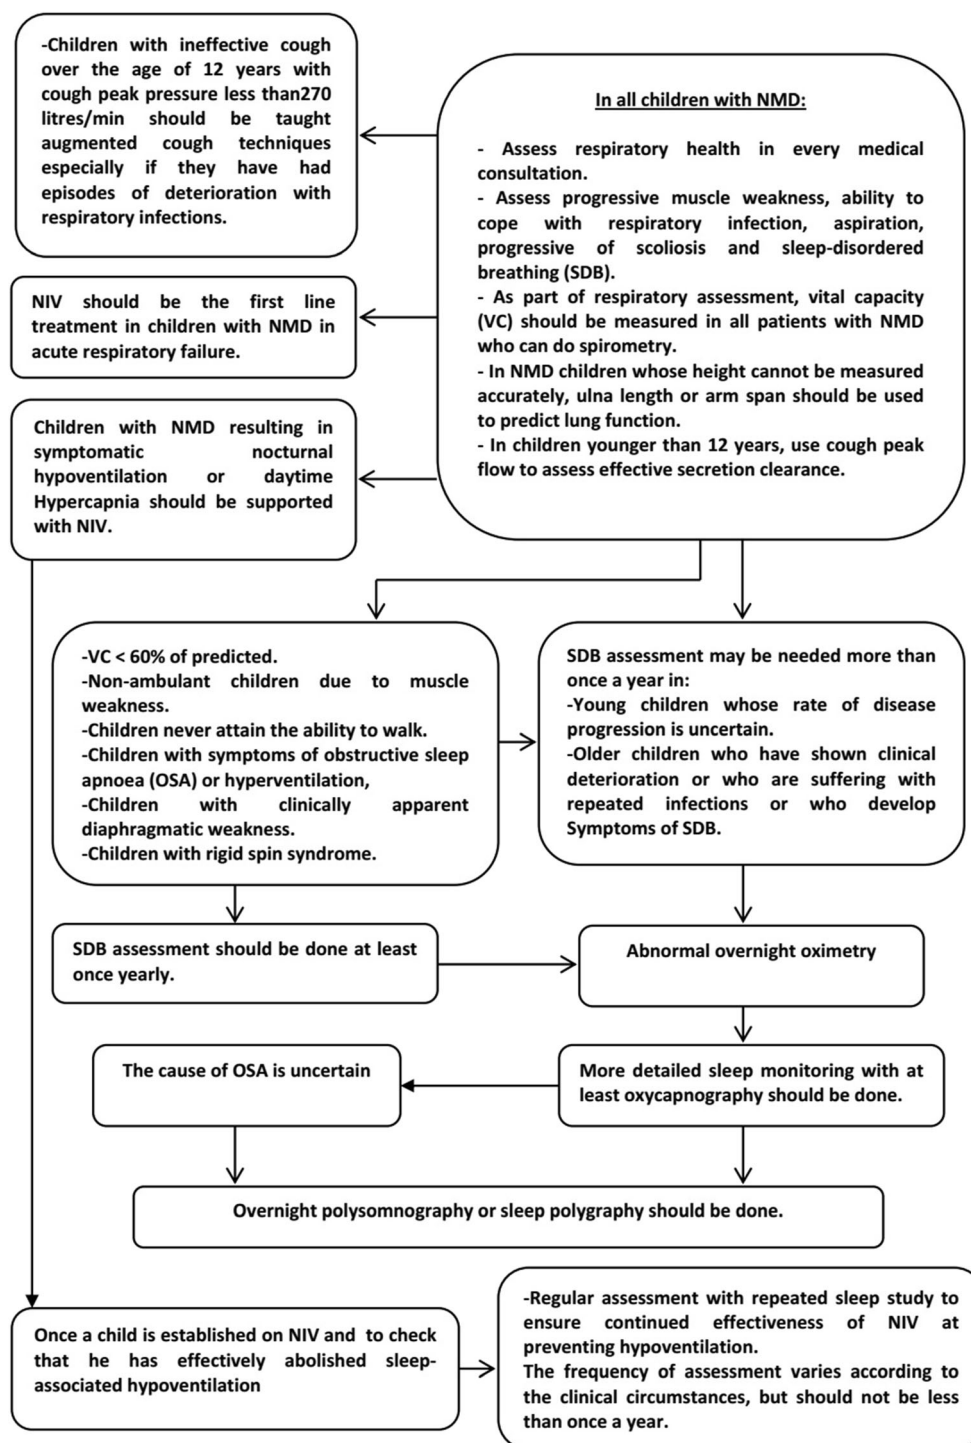 -Children with ineffective cough
over the age of 12 years with
cough peak pressure less than270
litres/min should be taught
augmented cough techniques
especially if they have had
episodes of deterioration with
respiratory infections.
In all children with NMD:
- Assess respiratory health in every medical
consultation.
- Assess progressive muscle weakness, ability to
cope with respiratory infection, aspiration,
progressive of scoliosis and sleep-disordered
breathing (SDB).
- As part of respiratory assessment, vital capacity
(VC) should be measured in all patients with NMD
who can do spirometry.
- In NMD children whose height cannot be measured
accurately, ulna length or arm span should be used
to predict lung function.
- In children younger than 12 years, use cough peak
flow to assess effective secretion clearance.
NIV should be the first line
treatment in children with NMD in
acute respiratory failure.
Children with NMD resulting in
symptomatic nocturnal
hypoventilation or daytime
Hypercapnia should be supported
with NIV.
-VC < 60% of predicted.
-Non-ambulant children due to muscle
weakness.
-Children never attain the ability to walk.
-Children with symptoms of obstructive sleep
apnoea (OSA) or hyperventilation,
-Children with clinically apparent
diaphragmatic weakness.
-Children with rigid spin syndrome.
SDB assessment may be needed more than
once a year in:
-Young children whose rate of disease
progression is uncertain.
-Older children who have shown clinical
deterioration or who are suffering with
repeated infections or who develop
Symptoms of SDB.
SDB assessment should be done at least
once yearly.
Abnormal overnight oximetry
The cause of OSA is uncertain
More detailed sleep monitoring with at
least oxycapnography should be done.
Overnight polysomnography or sleep polygraphy should be done.
Once a child is established on NIV and to check
that he has effectively abolished sleep-
associated hypoventilation
-Regular assessment with repeated sleep study to
ensure continued effectiveness of NIV at
preventing hypoventilation.
The frequency of assessment varies according to
the clinical circumstances, but should not be less
than once a year.